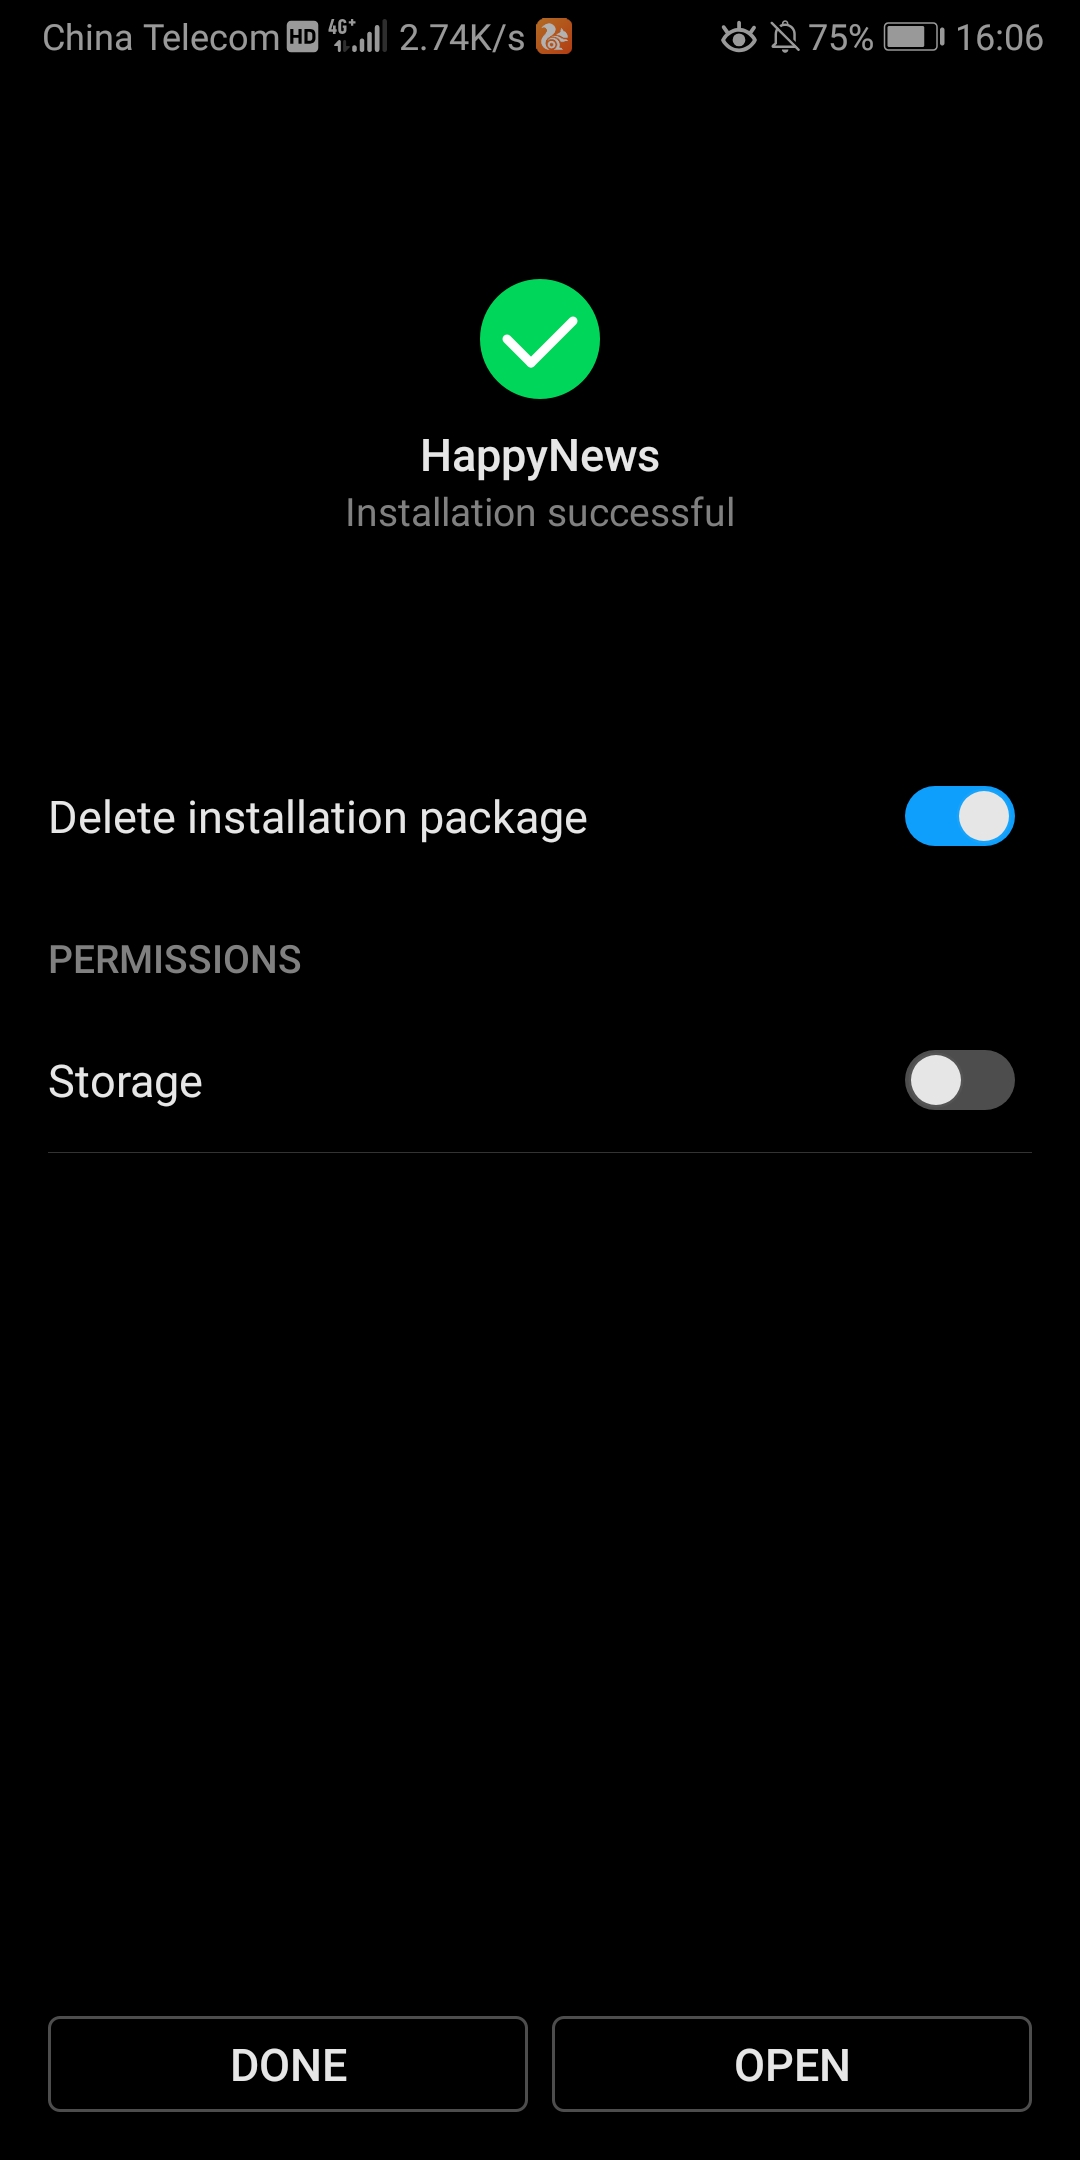 China Telecom HD 4G+ 2.74K/s 75% 16:06
HappyNews
Installation successful
Delete installation package
PERMISSIONS
Storage
DONE OPEN